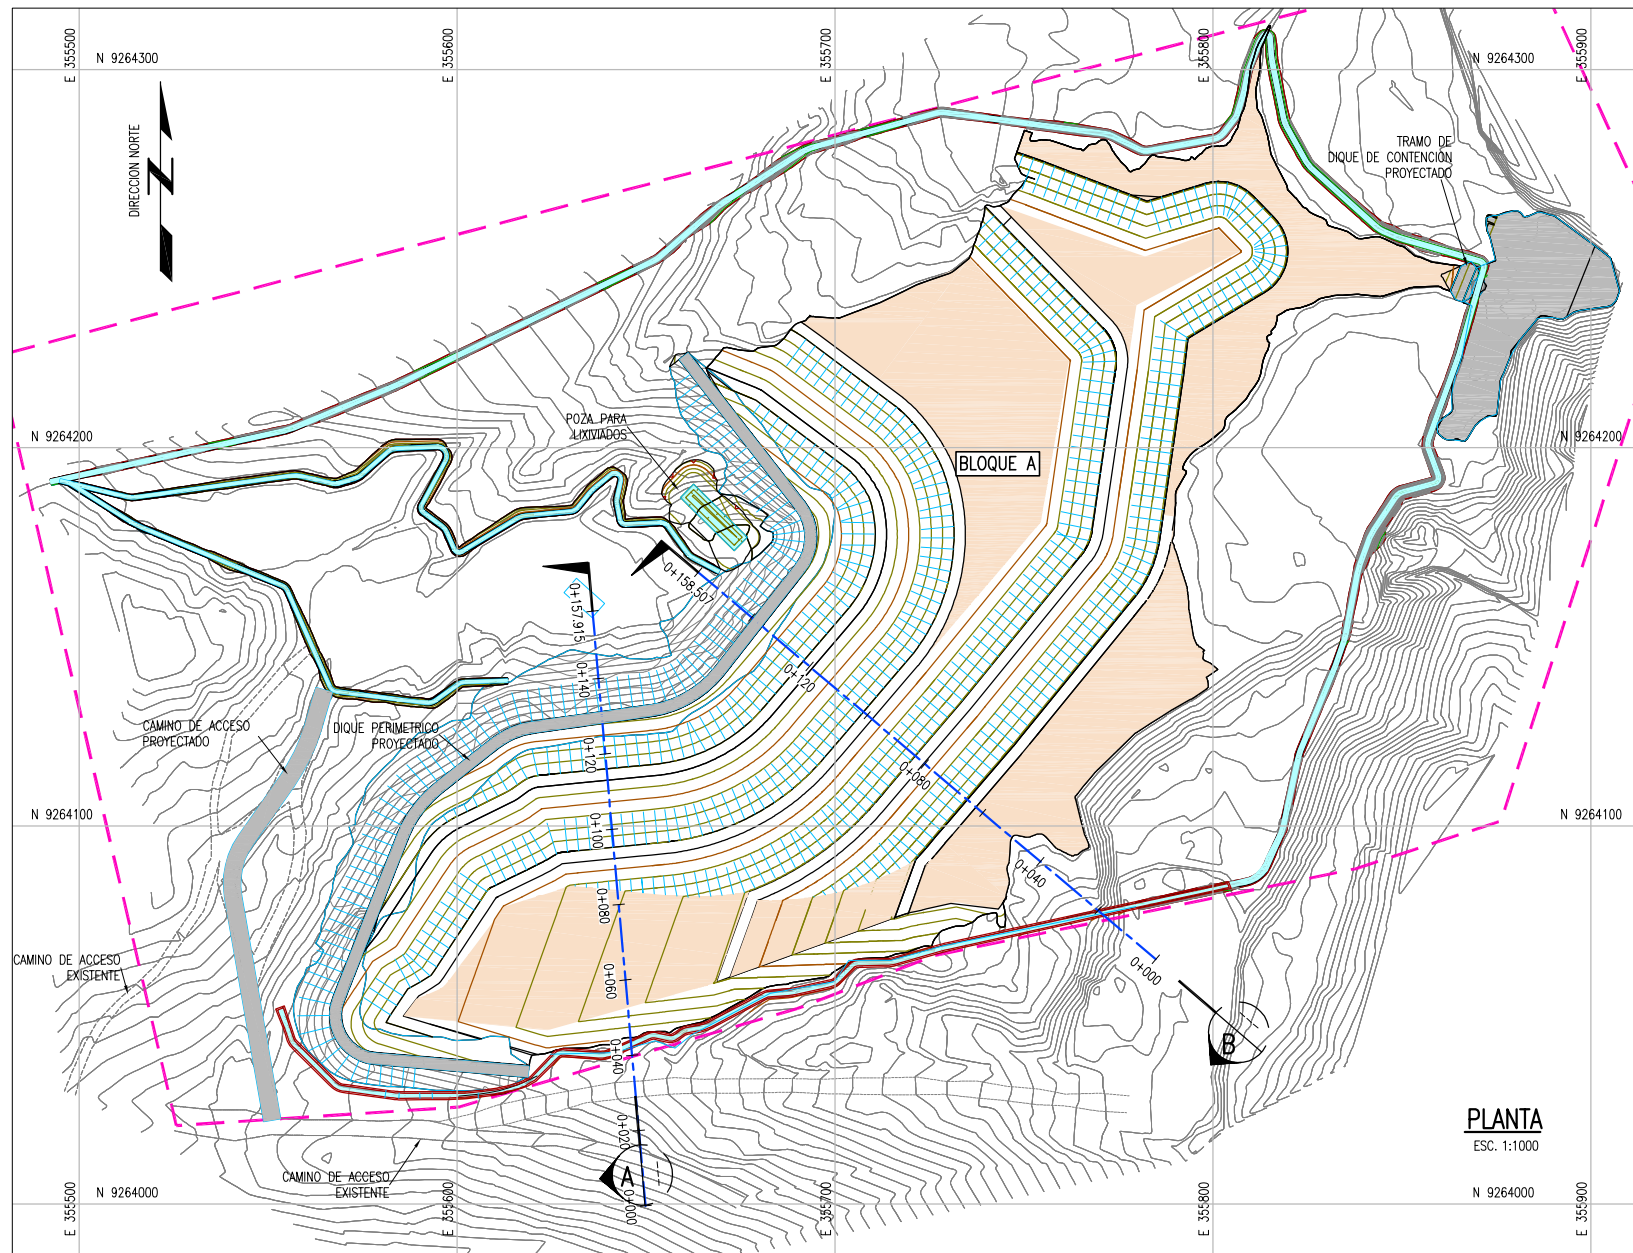 E 355500
E 355600
E 355700
E 355800
E 355900
N 9264300
N 9264300
DIRECCION NORTE
N
TRAMO DE
DIQUE DE CONTENCIÓN
PROYECTADO
POZA PARA
LIXIVIADOS
N 9264200
N 9264200
BLOQUE A
0+158.507
0+157.915
0+140
0+120
0+120
0+100
0+080
0+080
0+060
0+040
0+040
0+020
0+000
0+000
CAMINO DE ACCESO
PROYECTADO
DIQUE PERIMETRICO
PROYECTADO
N 9264100
N 9264100
CAMINO DE ACCESO
EXISTENTE
B
A
PLANTA
ESC. 1:1000
CAMINO DE ACCESO
EXISTENTE
N 9264000
N 9264000
E 355500
E 355600
E 355700
E 355800
E 355900